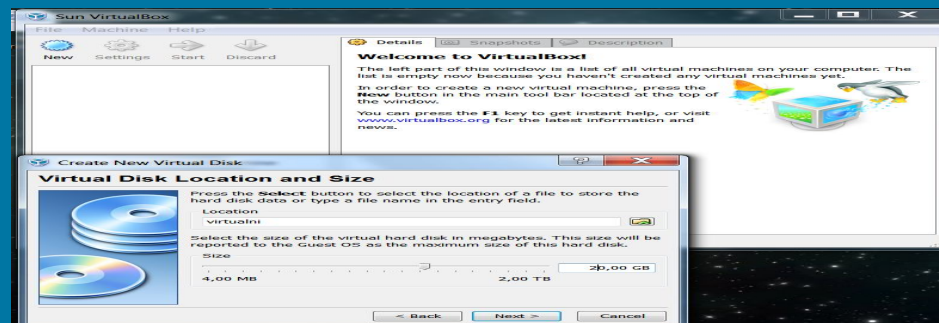 Sun VirtualBox
File Machine Help
New Settings Start Discard
Details Snapshots Description
Welcome to VirtualBox!
The left part of this window is a list of all virtual machines on your computer. The
list is empty now because you haven't created any virtual machines yet.
In order to create a new virtual machine, press the
New button in the main tool bar located at the top of
the window.
You can press the F1 key to get instant help, or visit
www.virtualbox.org for the latest information and
news.
Create New Virtual Disk
Virtual Disk Location and Size
Press the Select button to select the location of a file to store the
hard disk data or type a file name in the entry field.
Location
virtualni
Select the size of the virtual hard disk in megabytes. This size will be
reported to the Guest OS as the maximum size of this hard disk.
Size
20,00 GB
4,00 MB 2,00 TB
< Back Next > Cancel